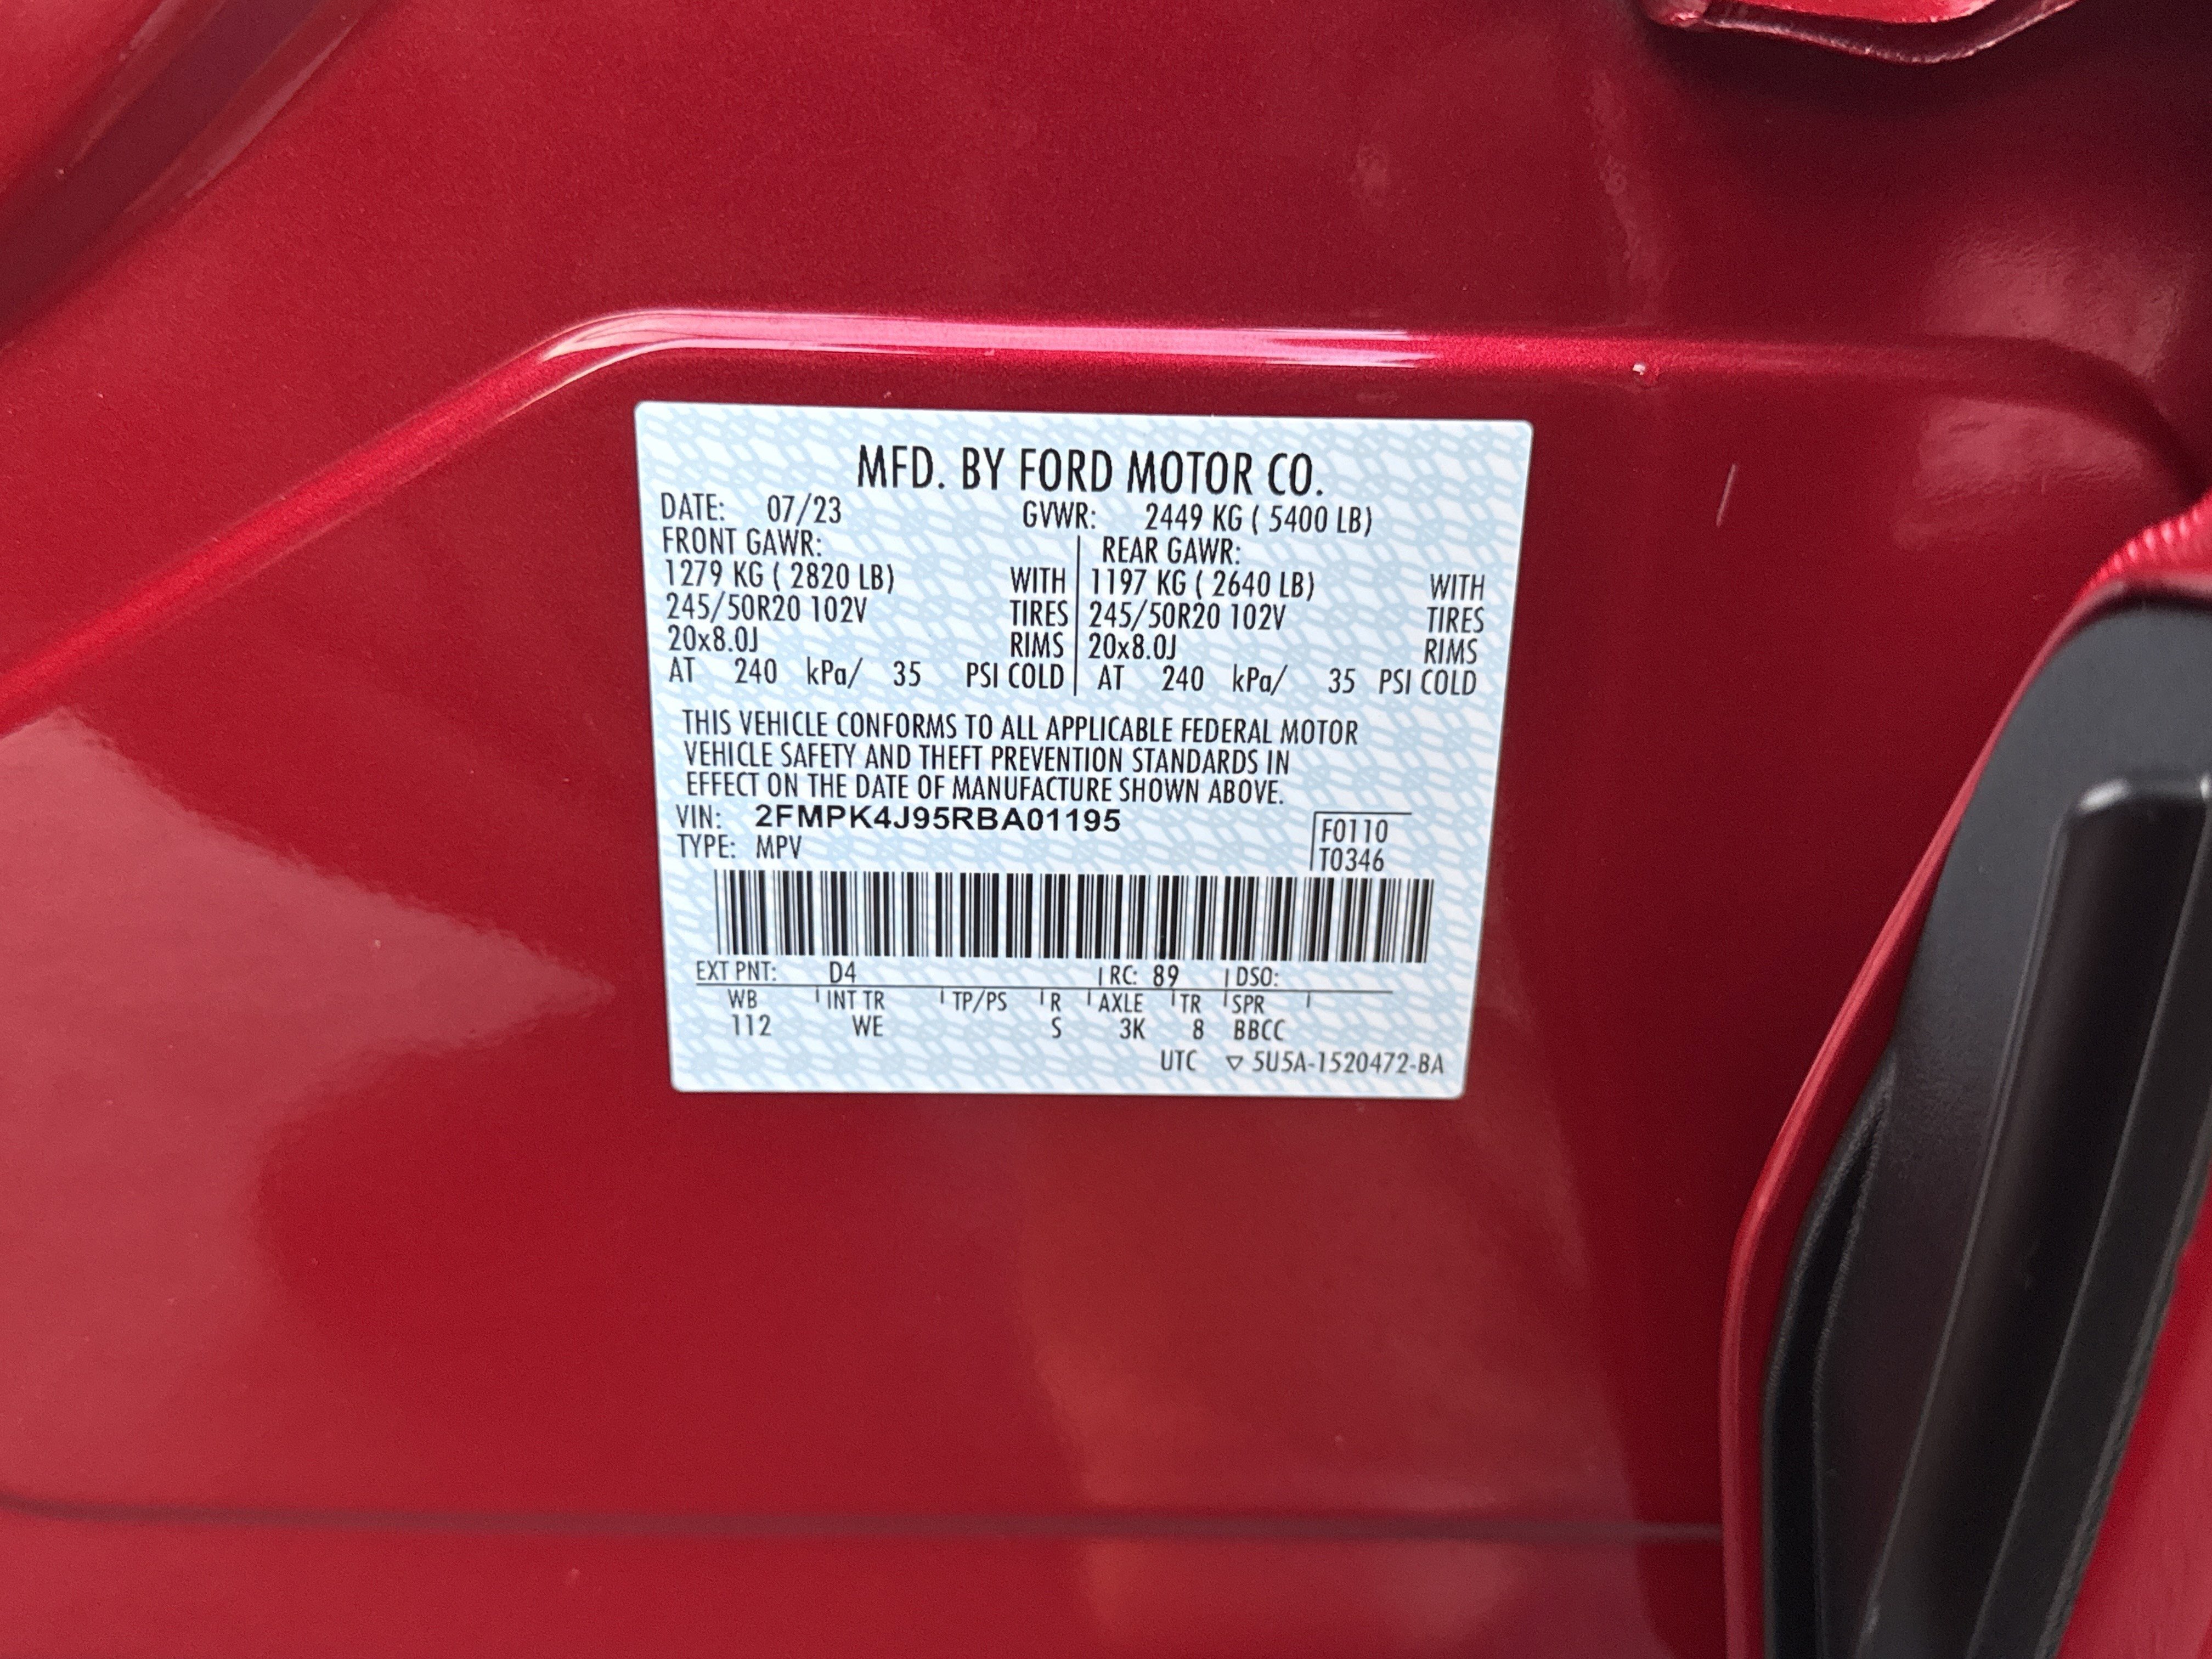 MFD. BY FORD MOTOR CO.
DATE: 07/23 GVWR: 2449 KG ( 5400 LB)
FRONT GAWR: REAR GAWR:
1279 KG ( 2820 LB) WITH 1197 KG ( 2640 LB) WITH
245/50R20 102V TIRES 245/50R20 102V TIRES
20x8.0J RIMS 20x8.0J RIMS
AT 240 kPa/ 35 PSI COLD AT 240 kPa/ 35 PSI COLD
THIS VEHICLE CONFORMS TO ALL APPLICABLE FEDERAL MOTOR
VEHICLE SAFETY AND THEFT PREVENTION STANDARDS IN
EFFECT ON THE DATE OF MANUFACTURE SHOWN ABOVE.
VIN: 2FMPK4J95RBA01195 F0110
TYPE: MPV T0346
EXT PNT: D4 RC: 89 DSO:
WB INT TR TP/PS R AXLE TR SPR
112 WE S 3K 8 BBCC
UTC ▽ 5U5A-1520472-BA